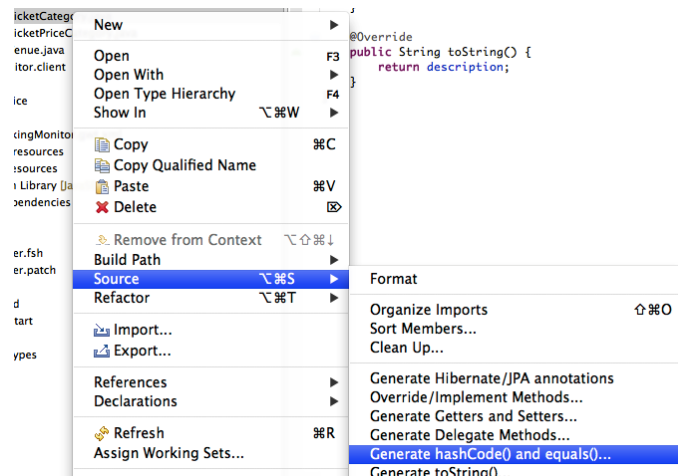 icketCateg
icketPriceC
enue.java
itor.client
ice
kingMonitor
resources
esources
n Library [Ja
pendencies
er.fsh
er.patch
d
tart
ypes
New
Open F3
Open With
Open Type Hierarchy F4
Show In ⌥⌘W
Copy ⌘C
Copy Qualified Name
Paste ⌘V
Delete ⌦
Remove from Context ⌥⇧⌘↓
Build Path
Source ⌥⌘S
Refactor ⌥⌘T
Import...
Export...
References
Declarations
Refresh ⌘R
Assign Working Sets...
}
@Override
public String toString() {
return description;
}
Format
Organize Imports ⇧⌘O
Sort Members...
Clean Up...
Generate Hibernate/JPA annotations
Override/Implement Methods...
Generate Getters and Setters...
Generate Delegate Methods...
Generate hashCode() and equals()...
Generate toString()